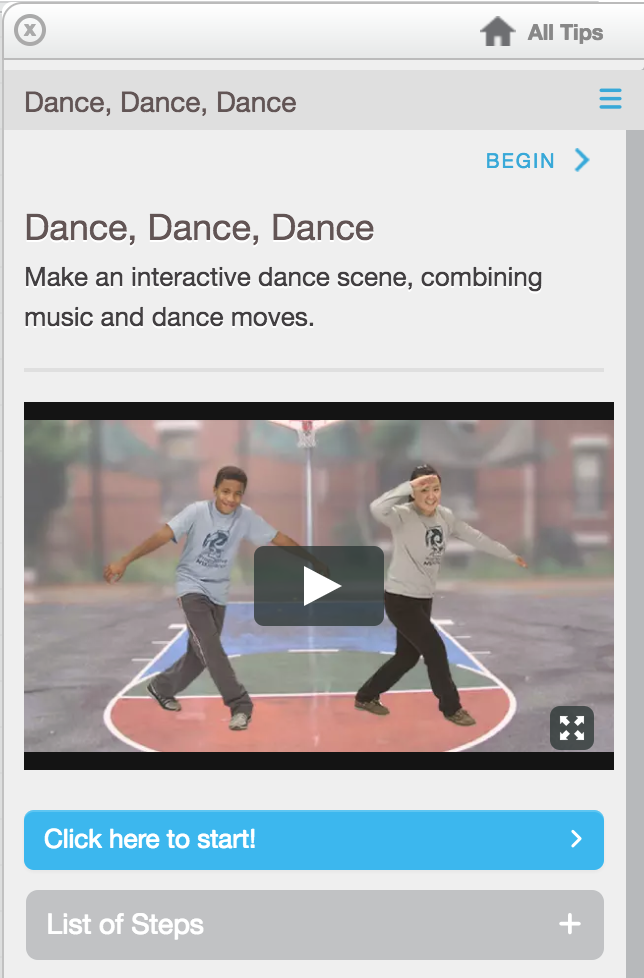 All Tips
Dance, Dance, Dance
BEGIN
Dance, Dance, Dance
Make an interactive dance scene, combining
music and dance moves.
Click here to start!
List of Steps